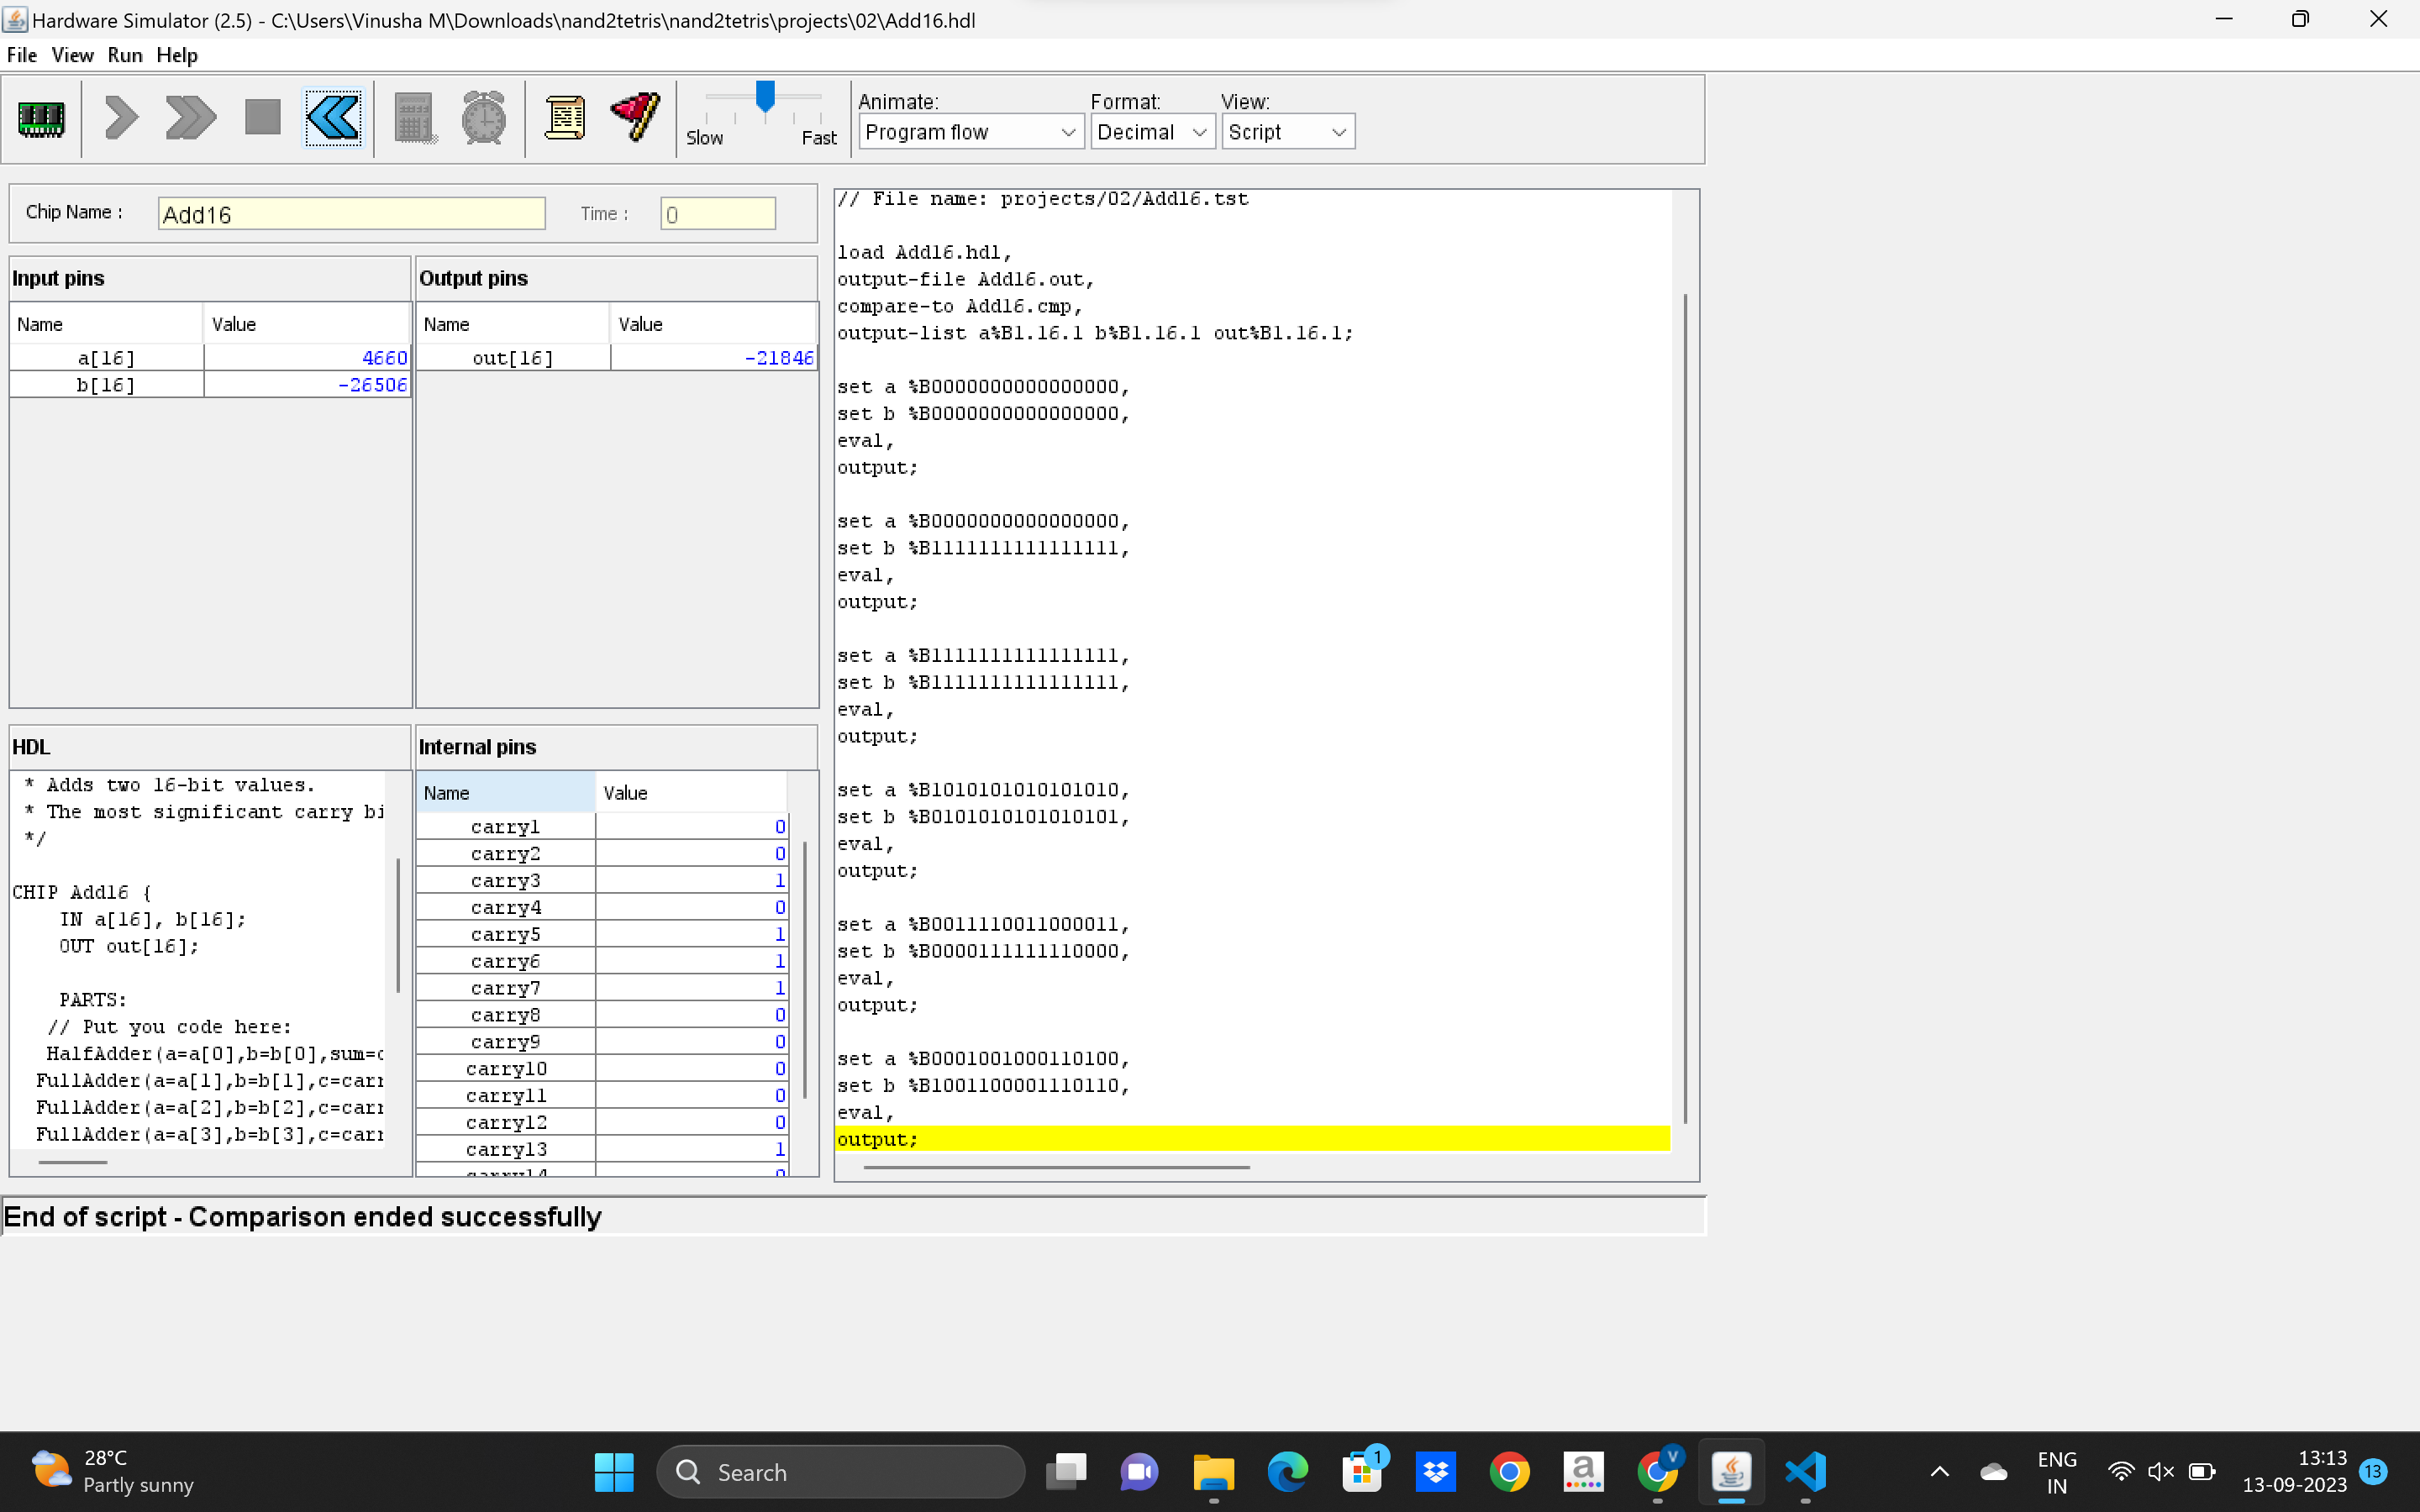 Hardware Simulator (2.5) - C:\Users\Vinusha M\Downloads\nand2tetris\nand2tetris\projects\02\Add16.hdl
File View Run Help
Animate: Format: View:
Slow Fast Program flow Decimal Script
Chip Name : Add16 Time : 0
Input pins
Name Value
a[16] 4660
b[16] -26506
Output pins
Name Value
out[16] -21846
HDL
* Adds two 16-bit values.
* The most significant carry bi
*/
CHIP Add16 {
IN a[16], b[16];
OUT out[16];
PARTS:
// Put you code here:
HalfAdder(a=a[0],b=b[0],sum=o
FullAdder(a=a[1],b=b[1],c=carr
FullAdder(a=a[2],b=b[2],c=carr
FullAdder(a=a[3],b=b[3],c=carr
Internal pins
Name Value
carry1 0
carry2 0
carry3 1
carry4 0
carry5 1
carry6 1
carry7 1
carry8 0
carry9 0
carry10 0
carry11 0
carry12 0
carry13 1
carry14 0
// File name: projects/02/Add16.tst
load Add16.hdl,
output-file Add16.out,
compare-to Add16.cmp,
output-list a%B1.16.1 b%B1.16.1 out%B1.16.1;
set a %B0000000000000000,
set b %B0000000000000000,
eval,
output;
set a %B0000000000000000,
set b %B1111111111111111,
eval,
output;
set a %B1111111111111111,
set b %B1111111111111111,
eval,
output;
set a %B1010101010101010,
set b %B0101010101010101,
eval,
output;
set a %B0011110011000011,
set b %B0000111111110000,
eval,
output;
set a %B0001001000110100,
set b %B1001100001110110,
eval,
output;
End of script - Comparison ended successfully
28°C
Partly sunny
Search
1
a
V
ENG
IN
13:13
13-09-2023
13